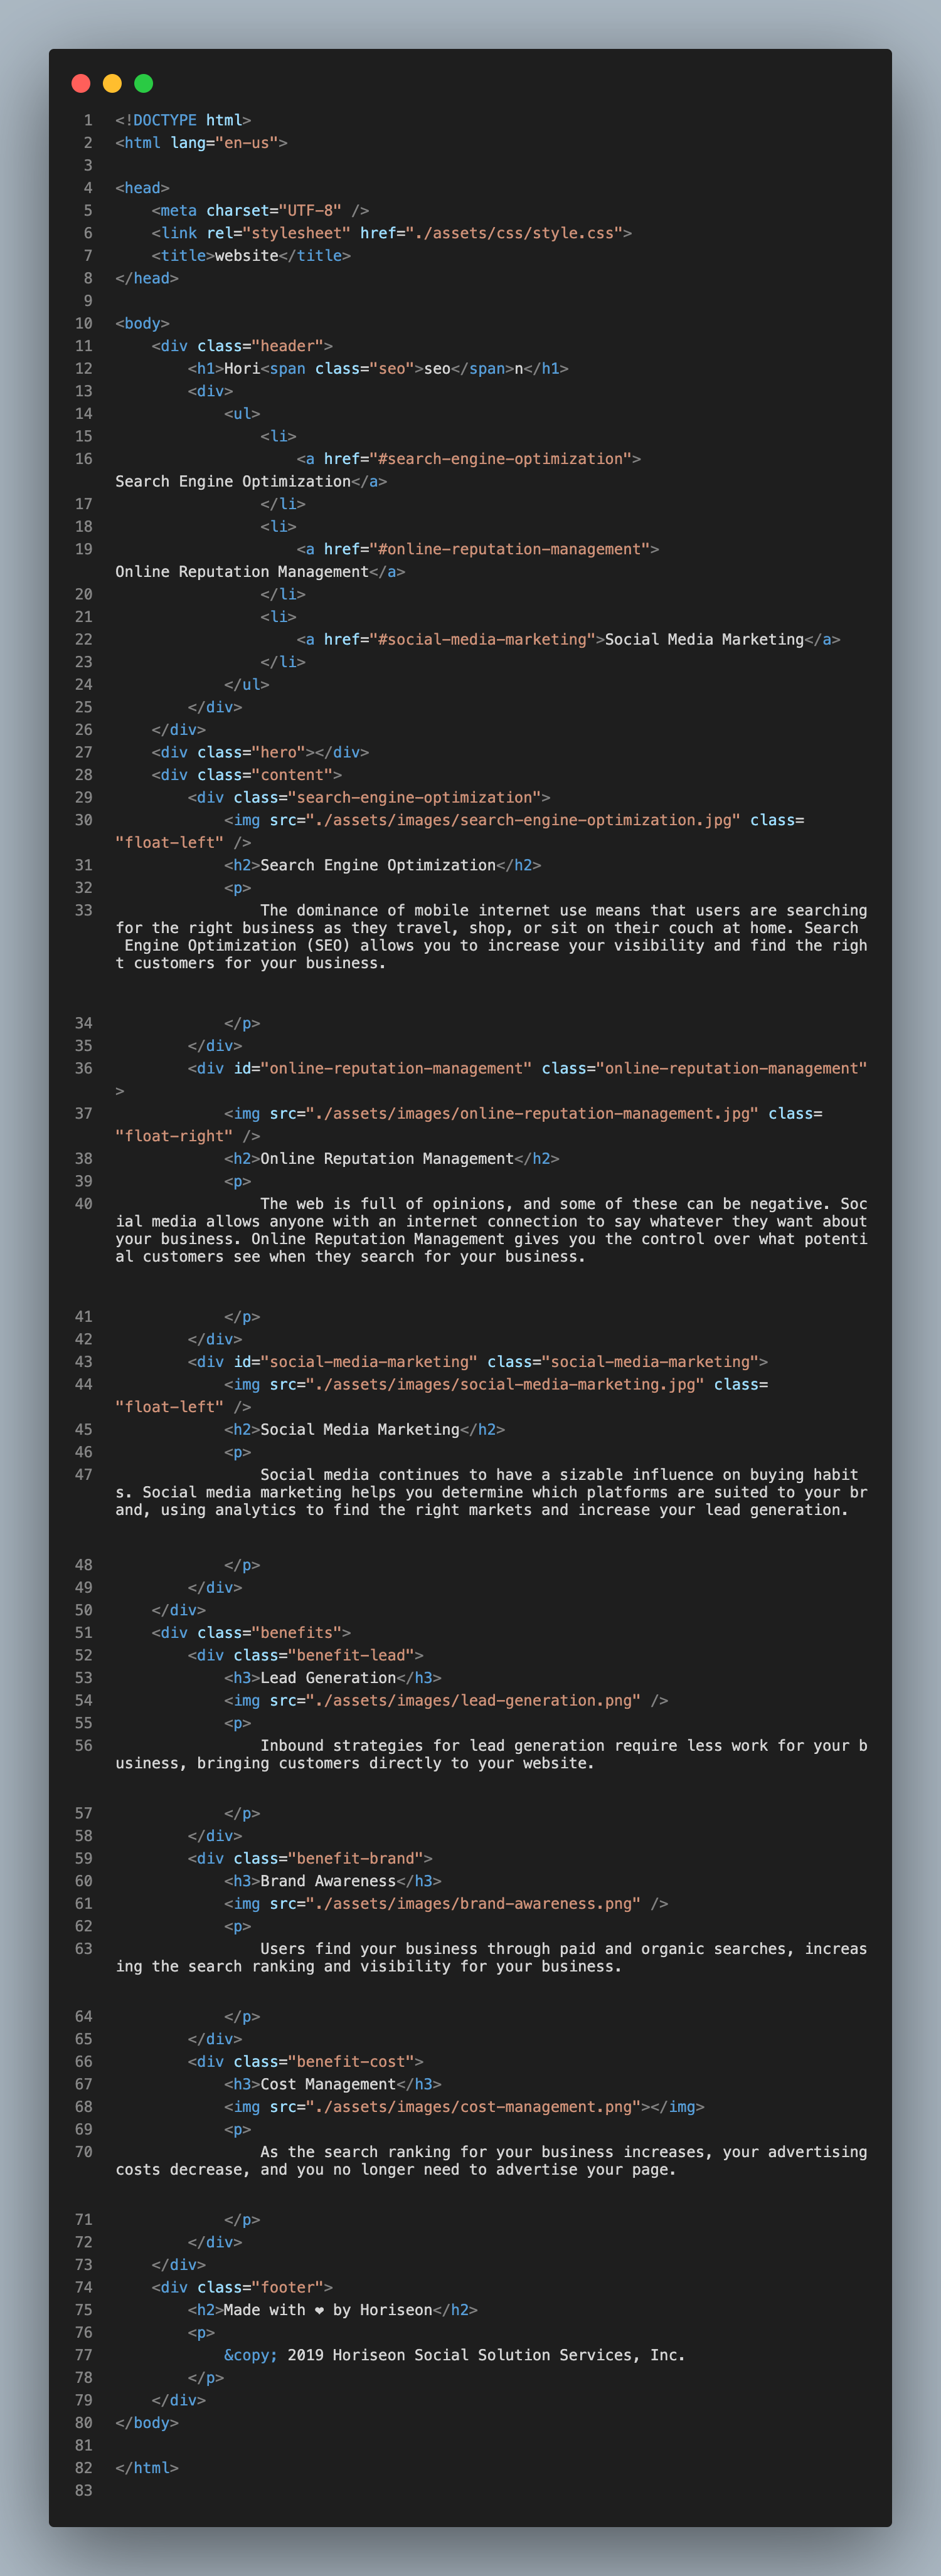 1 <!DOCTYPE html>
2 <html lang="en-us">
3
4 <head>
5     <meta charset="UTF-8" />
6     <link rel="stylesheet" href="./assets/css/style.css">
7     <title>website</title>
8 </head>
9
10 <body>
11     <div class="header">
12         <h1>Hori<span class="seo">seo</span>n</h1>
13         <div>
14             <ul>
15                 <li>
16                     <a href="#search-engine-optimization">
Search Engine Optimization</a>
17                 </li>
18                 <li>
19                     <a href="#online-reputation-management">
Online Reputation Management</a>
20                 </li>
21                 <li>
22                     <a href="#social-media-marketing">Social Media Marketing</a>
23                 </li>
24             </ul>
25         </div>
26     </div>
27     <div class="hero"></div>
28     <div class="content">
29         <div class="search-engine-optimization">
30             <img src="./assets/images/search-engine-optimization.jpg" class=
"float-left" />
31             <h2>Search Engine Optimization</h2>
32             <p>
33                 The dominance of mobile internet use means that users are searching
for the right business as they travel, shop, or sit on their couch at home. Search
 Engine Optimization (SEO) allows you to increase your visibility and find the righ
t customers for your business.
34             </p>
35         </div>
36         <div id="online-reputation-management" class="online-reputation-management"
>
37             <img src="./assets/images/online-reputation-management.jpg" class=
"float-right" />
38             <h2>Online Reputation Management</h2>
39             <p>
40                 The web is full of opinions, and some of these can be negative. Soc
ial media allows anyone with an internet connection to say whatever they want about
your business. Online Reputation Management gives you the control over what potenti
al customers see when they search for your business.
41             </p>
42         </div>
43         <div id="social-media-marketing" class="social-media-marketing">
44             <img src="./assets/images/social-media-marketing.jpg" class=
"float-left" />
45             <h2>Social Media Marketing</h2>
46             <p>
47                 Social media continues to have a sizable influence on buying habit
s. Social media marketing helps you determine which platforms are suited to your br
and, using analytics to find the right markets and increase your lead generation.
48             </p>
49         </div>
50     </div>
51     <div class="benefits">
52         <div class="benefit-lead">
53             <h3>Lead Generation</h3>
54             <img src="./assets/images/lead-generation.png" />
55             <p>
56                 Inbound strategies for lead generation require less work for your b
usiness, bringing customers directly to your website.
57             </p>
58         </div>
59         <div class="benefit-brand">
60             <h3>Brand Awareness</h3>
61             <img src="./assets/images/brand-awareness.png" />
62             <p>
63                 Users find your business through paid and organic searches, increas
ing the search ranking and visibility for your business.
64             </p>
65         </div>
66         <div class="benefit-cost">
67             <h3>Cost Management</h3>
68             <img src="./assets/images/cost-management.png"></img>
69             <p>
70                 As the search ranking for your business increases, your advertising
costs decrease, and you no longer need to advertise your page.
71             </p>
72         </div>
73     </div>
74     <div class="footer">
75         <h2>Made with ❤ by Horiseon</h2>
76         <p>
77             &copy; 2019 Horiseon Social Solution Services, Inc.
78         </p>
79     </div>
80 </body>
81
82 </html>
83